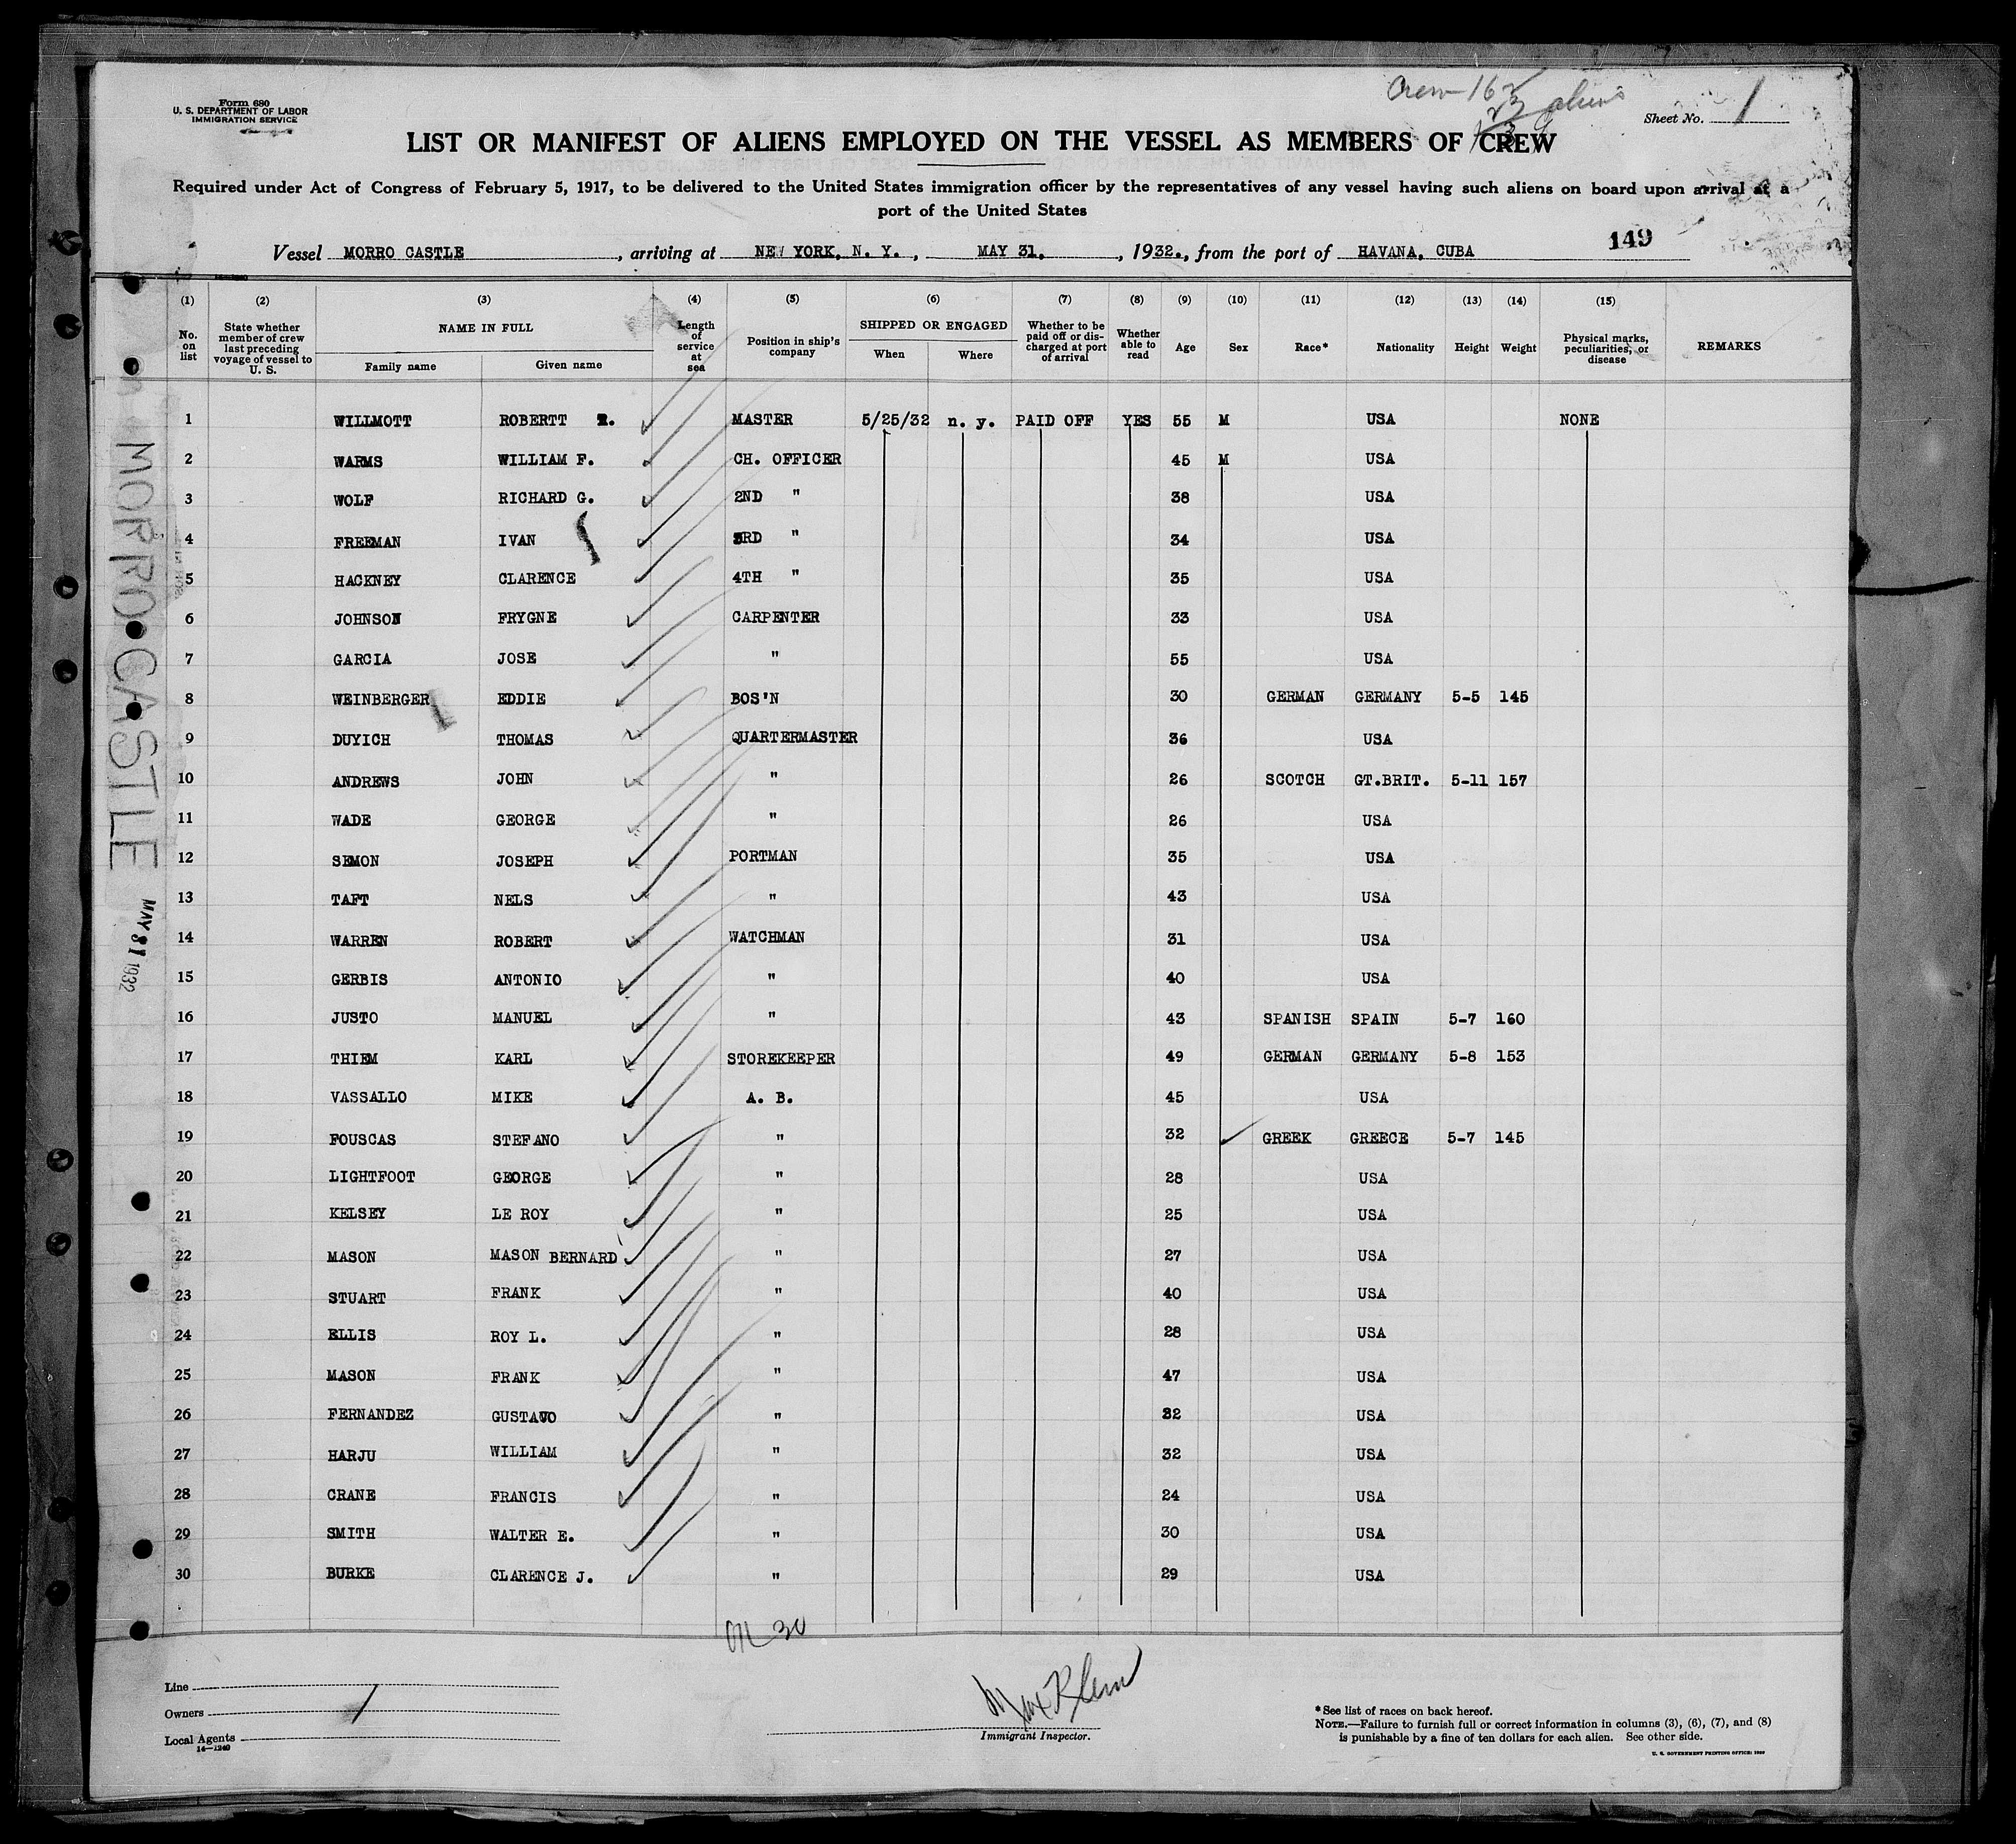 Form 680
U. S. DEPARTMENT OF LABOR
IMMIGRATION SERVICE
Crew 162
23 aliens
139
Sheet No. 1
LIST OR MANIFEST OF ALIENS EMPLOYED ON THE VESSEL AS MEMBERS OF CREW
Required under Act of Congress of February 5, 1917, to be delivered to the United States immigration officer by the representatives of any vessel having such aliens on board upon arrival at a
port of the United States
149
Vessel MORRO CASTLE, arriving at NEW YORK, N. Y., MAY 31, 1932., from the port of HAVANA, CUBA
(1) (2) (3) (4) (5) (6) (7) (8) (9) (10) (11) (12) (13) (14) (15)
No. on list
State whether member of crew last preceding voyage of vessel to U. S.
NAME IN FULL
Family name Given name
Length of service at sea
Position in ship's company
SHIPPED OR ENGAGED
When Where
Whether to be paid off or discharged at port of arrival
Whether able to read
Age Sex Race* Nationality Height Weight
Physical marks, peculiarities, or disease
REMARKS
1 WILLMOTT ROBERTT R. MASTER 5/25/32 n. y. PAID OFF YES 55 M USA NONE
2 WARMS WILLIAM F. CH. OFFICER 45 M USA
3 WOLF RICHARD G. 2ND " 38 USA
4 FREEMAN IVAN 3RD " 34 USA
5 HACKNEY CLARENCE 4TH " 35 USA
6 JOHNSON FRYGNE CARPENTER 33 USA
7 GARCIA JOSE " 55 USA
8 WEINBERGER EDDIE BOS'N 30 GERMAN GERMANY 5-5 145
9 DUYICH THOMAS QUARTERMASTER 36 USA
10 ANDREWS JOHN " 26 SCOTCH GT.BRIT. 5-11 157
11 WADE GEORGE " 26 USA
12 SEMON JOSEPH PORTMAN 35 USA
13 TAFT NELS " 43 USA
14 WARREN ROBERT WATCHMAN 31 USA
15 GERBIS ANTONIO " 40 USA
16 JUSTO MANUEL " 43 SPANISH SPAIN 5-7 160
17 THIEM KARL STOREKEEPER 49 GERMAN GERMANY 5-8 153
18 VASSALLO MIKE A. B. 45 USA
19 FOUSCAS STEFANO " 32 GREEK GREECE 5-7 145
20 LIGHTFOOT GEORGE " 28 USA
21 KELSEY LE ROY " 25 USA
22 MASON MASON BERNARD " 27 USA
23 STUART FRANK " 40 USA
24 ELLIS ROY L. " 28 USA
25 MASON FRANK " 47 USA
26 FERNANDEZ GUSTAVO " 32 USA
27 HARJU WILLIAM " 32 USA
28 CRANE FRANCIS " 24 USA
29 SMITH WALTER E. " 30 USA
30 BURKE CLARENCE J. " 29 USA
MORRO CASTLE
MAY 31 1932
30
Line
Owners
Local Agents
14—1240
Max Klein
Immigrant Inspector.
*See list of races on back hereof.
NOTE.—Failure to furnish full or correct information in columns (3), (6), (7), and (8)
is punishable by a fine of ten dollars for each alien. See other side.